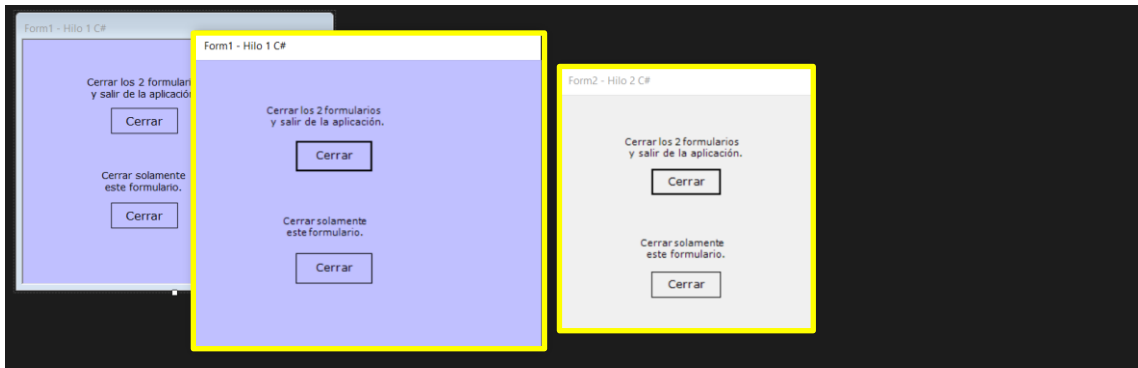 Form1 - Hilo 1 C#
Cerrar los 2 formulari
y salir de la aplicación
Cerrar
Cerrar solamente
este formulario.
Cerrar
Form1 - Hilo 1 C#
Cerrar los 2 formularios
y salir de la aplicación.
Cerrar
Cerrar solamente
este formulario.
Cerrar
Form2 - Hilo 2 C#
Cerrar los 2 formularios
y salir de la aplicación.
Cerrar
Cerrar solamente
este formulario.
Cerrar